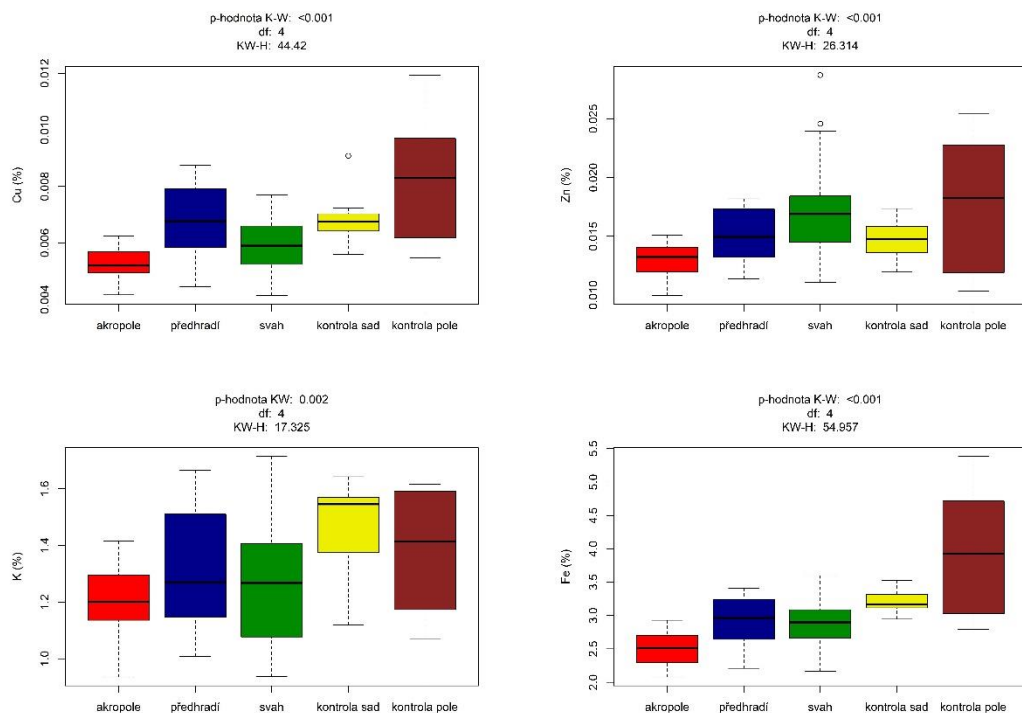 p-hodnota K-W: <0.001
df: 4
KW-H: 44.42
Cu (%)
0.012
0.010
0.008
0.006
0.004
akropole předhradí svah kontrola sad kontrola pole
p-hodnota K-W: <0.001
df: 4
KW-H: 26.314
Zn (%)
0.025
0.020
0.015
0.010
akropole předhradí svah kontrola sad kontrola pole
p-hodnota KW: 0.002
df: 4
KW-H: 17.325
K (%)
1.6
1.4
1.2
1.0
akropole předhradí svah kontrola sad kontrola pole
p-hodnota K-W: <0.001
df: 4
KW-H: 54.957
Fe (%)
5.5
5.0
4.5
4.0
3.5
3.0
2.5
2.0
akropole předhradí svah kontrola sad kontrola pole